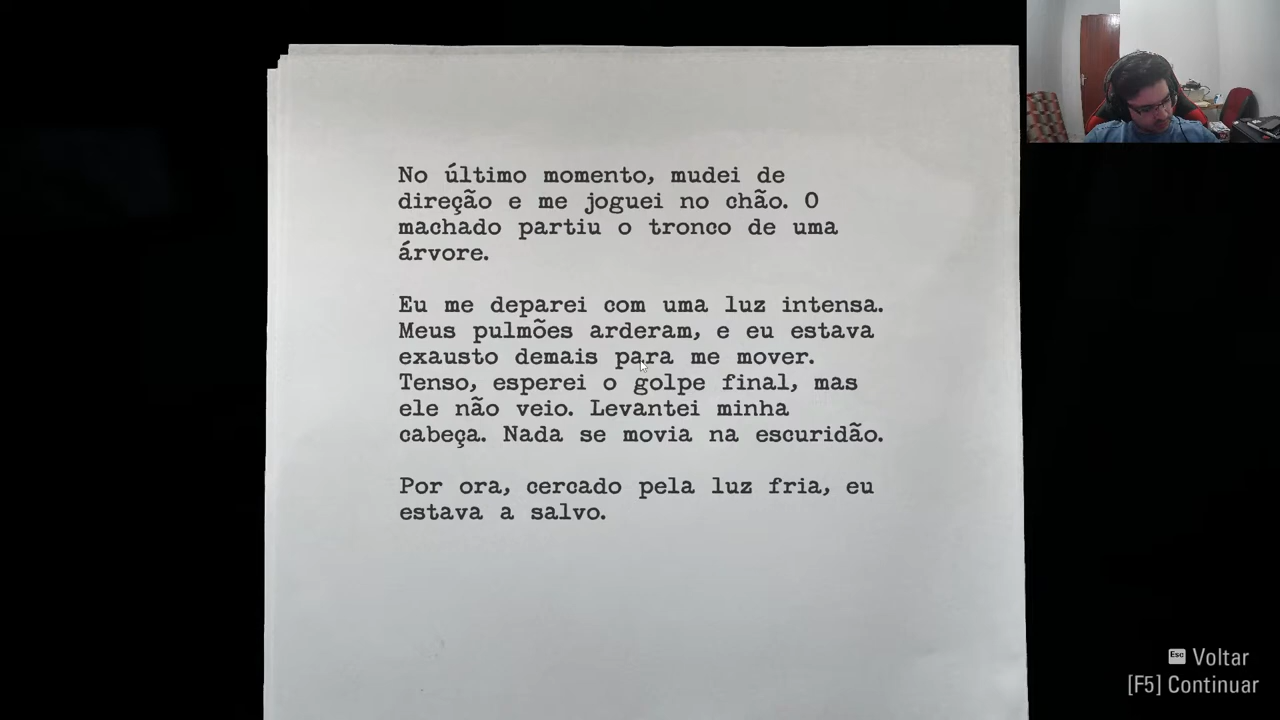 No último momento, mudei de
direção e me joguei no chão. O
machado partiu o tronco de uma
árvore.
Eu me deparei com uma luz intensa.
Meus pulmões arderam, e eu estava
exausto demais para me mover.
Tenso, esperei o golpe final, mas
ele não veio. Levantei minha
cabeça. Nada se movia na escuridão.
Por ora, cercado pela luz fria, eu
estava a salvo.
Esc Voltar
[F5] Continuar